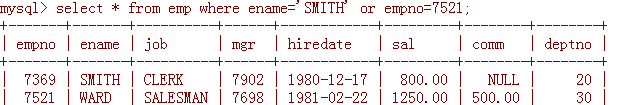 mysql> select * from emp where ename='SMITH' or empno=7521;
+-------+-------+----------+------+------------+---------+--------+--------+
| empno | ename | job      | mgr  | hiredate   | sal     | comm   | deptno |
+-------+-------+----------+------+------------+---------+--------+--------+
|  7369 | SMITH | CLERK    | 7902 | 1980-12-17 |  800.00 |   NULL |     20 |
|  7521 | WARD  | SALESMAN | 7698 | 1981-02-22 | 1250.00 | 500.00 |     30 |